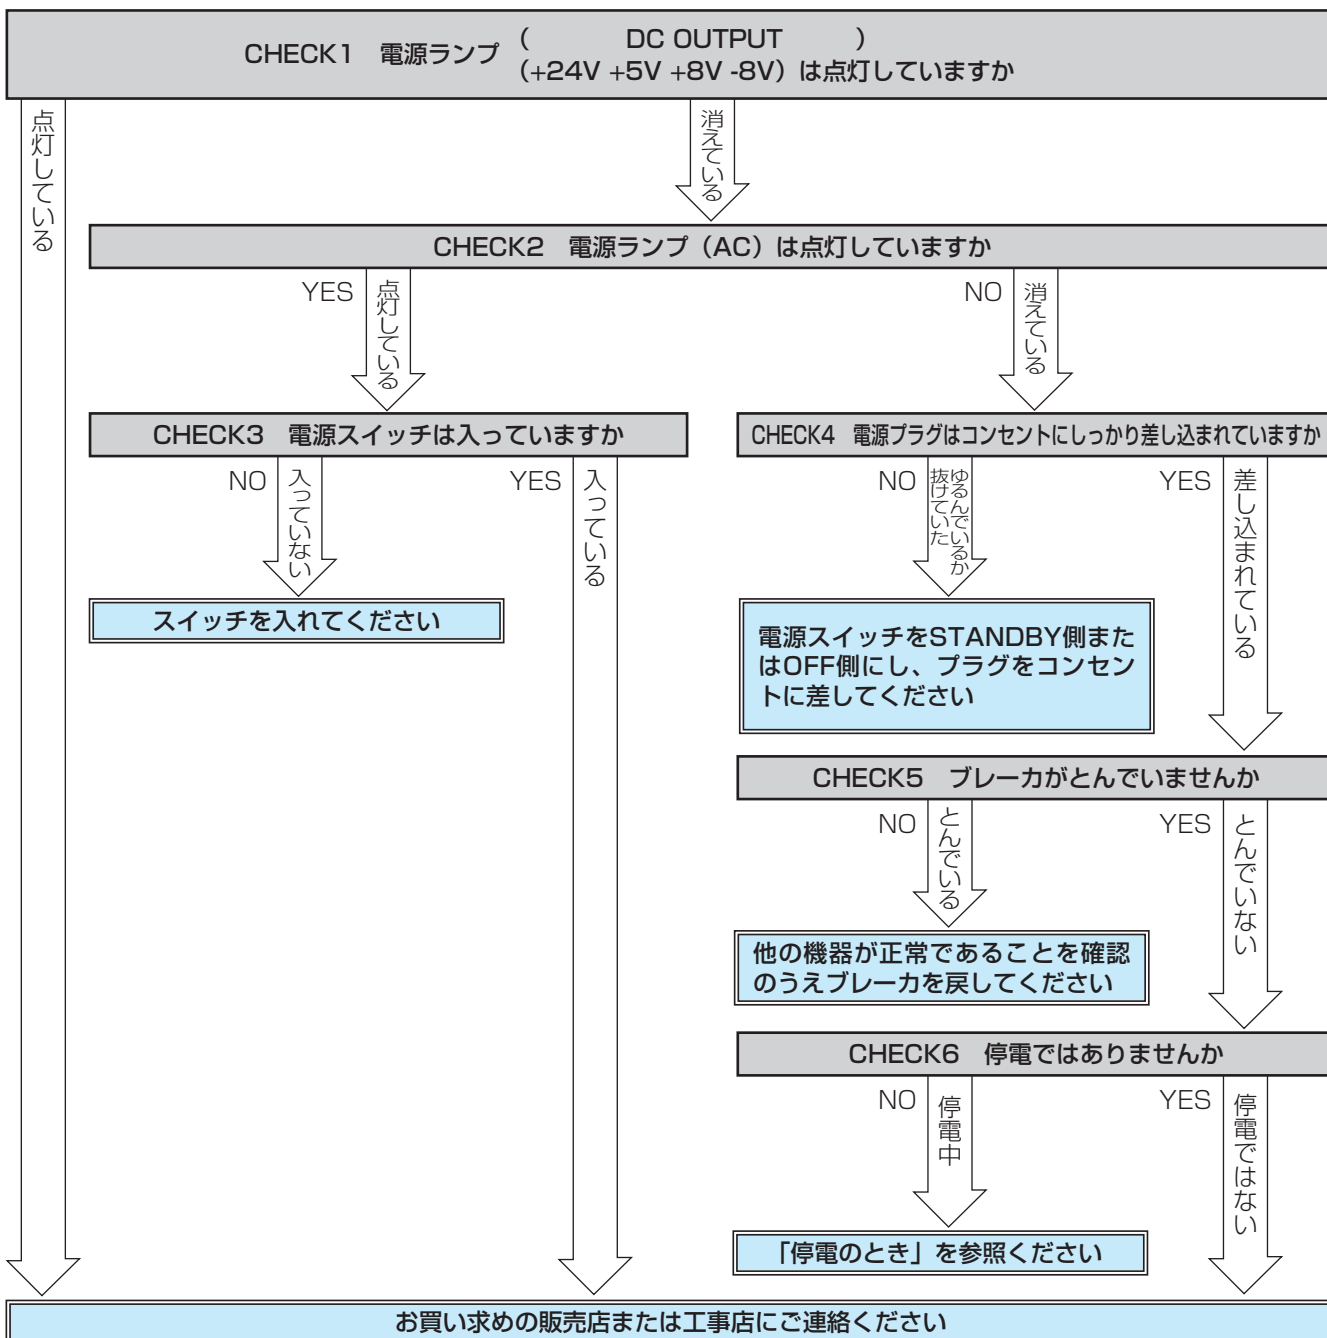 CHECK1　電源ランプ（　　DC OUTPUT　　）
（+24V +5V +8V -8V）は点灯していますか
点灯している
消えている
CHECK2　電源ランプ（AC）は点灯していますか
YES
点灯している
NO
消えている
CHECK3　電源スイッチは入っていますか
NO
入っていない
YES
入っている
スイッチを入れてください
CHECK4　電源プラグはコンセントにしっかり差し込まれていますか
NO
ゆるんでいるか
抜けていた
YES
差し込まれている
電源スイッチをSTANDBY側また
はOFF側にし、プラグをコンセン
トに差してください
CHECK5　ブレーカがとんでいませんか
NO
とんでいる
YES
とんでいない
他の機器が正常であることを確認
のうえブレーカを戻してください
CHECK6　停電ではありませんか
NO
停電中
YES
停電ではない
「停電のとき」を参照ください
お買い求めの販売店または工事店にご連絡ください